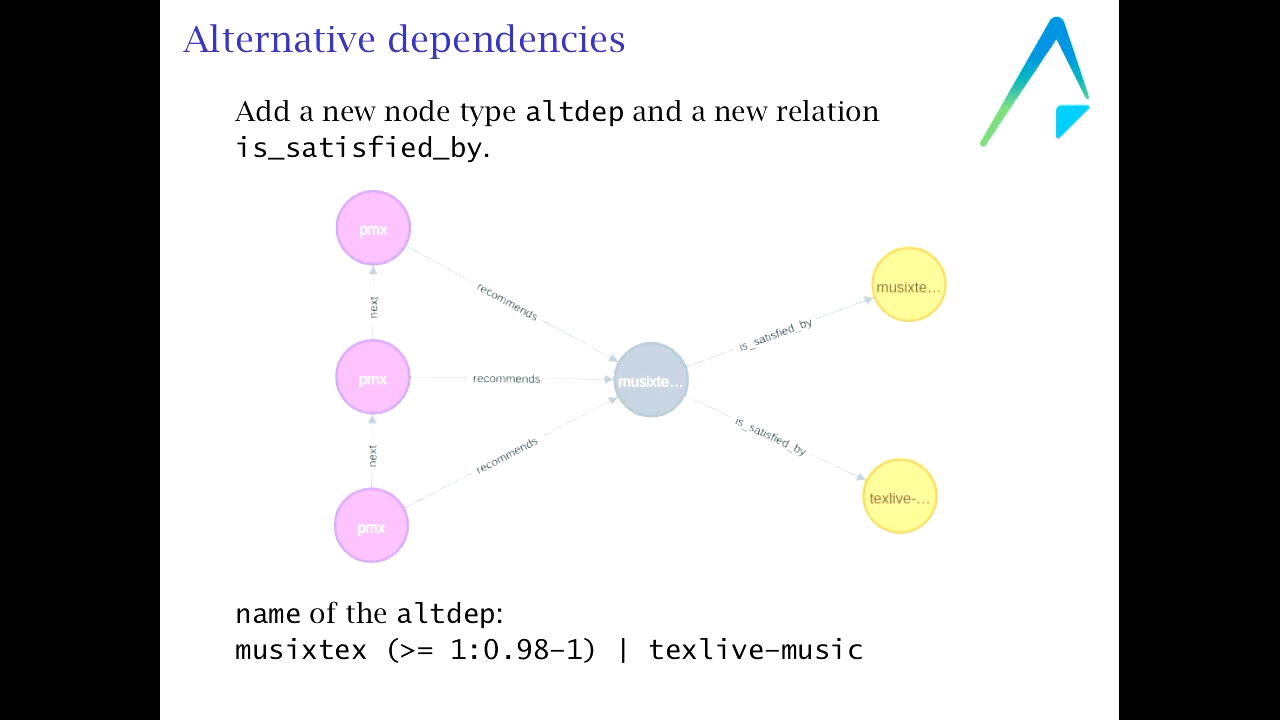 Alternative dependencies
Add a new node type altdep and a new relation
is_satisfied_by.
pmx
recommends
next
musixte...
is_satisfied_by
pmx
recommends
musixte...
next
recommends
is_satisfied_by
texlive-...
pmx
name of the altdep:
musixtex (>= 1:0.98-1) | texlive-music